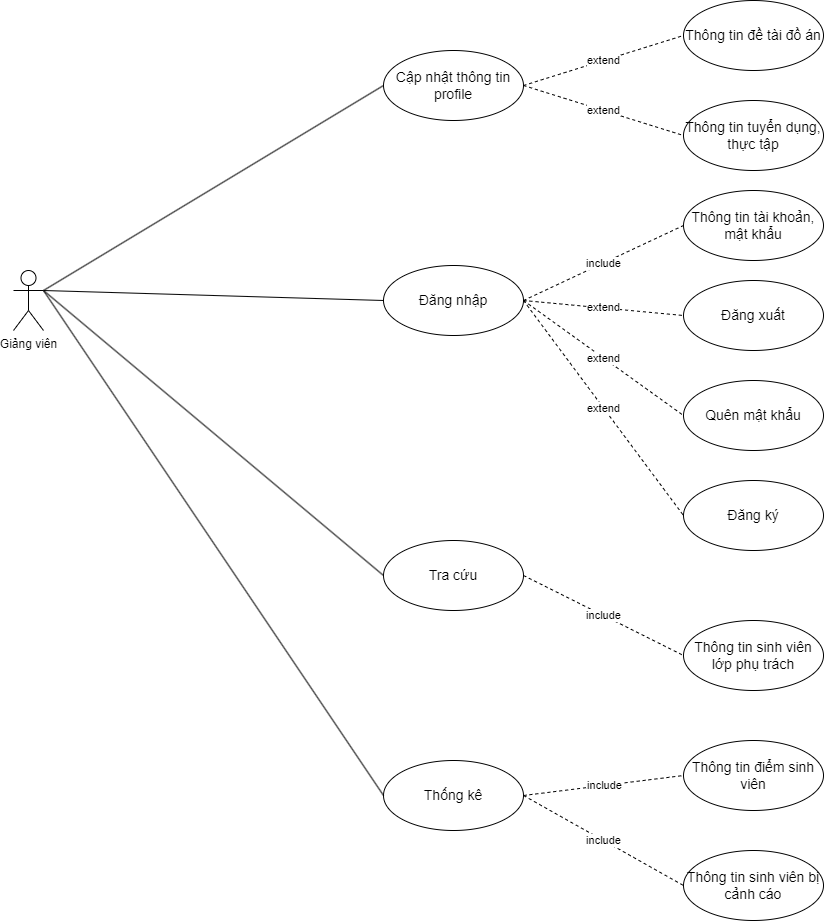 Thông tin đề tài đồ án
Cập nhật thông tin
profile
extend
extend
Thông tin tuyển dụng,
thực tập
Thông tin tài khoản,
mật khẩu
include
Giảng viên
Đăng nhập
extend
Đăng xuất
extend
Quên mật khẩu
extend
Đăng ký
Tra cứu
include
Thông tin sinh viên
lớp phụ trách
Thống kê
include
Thông tin điểm sinh
viên
include
Thông tin sinh viên bị
cảnh cáo